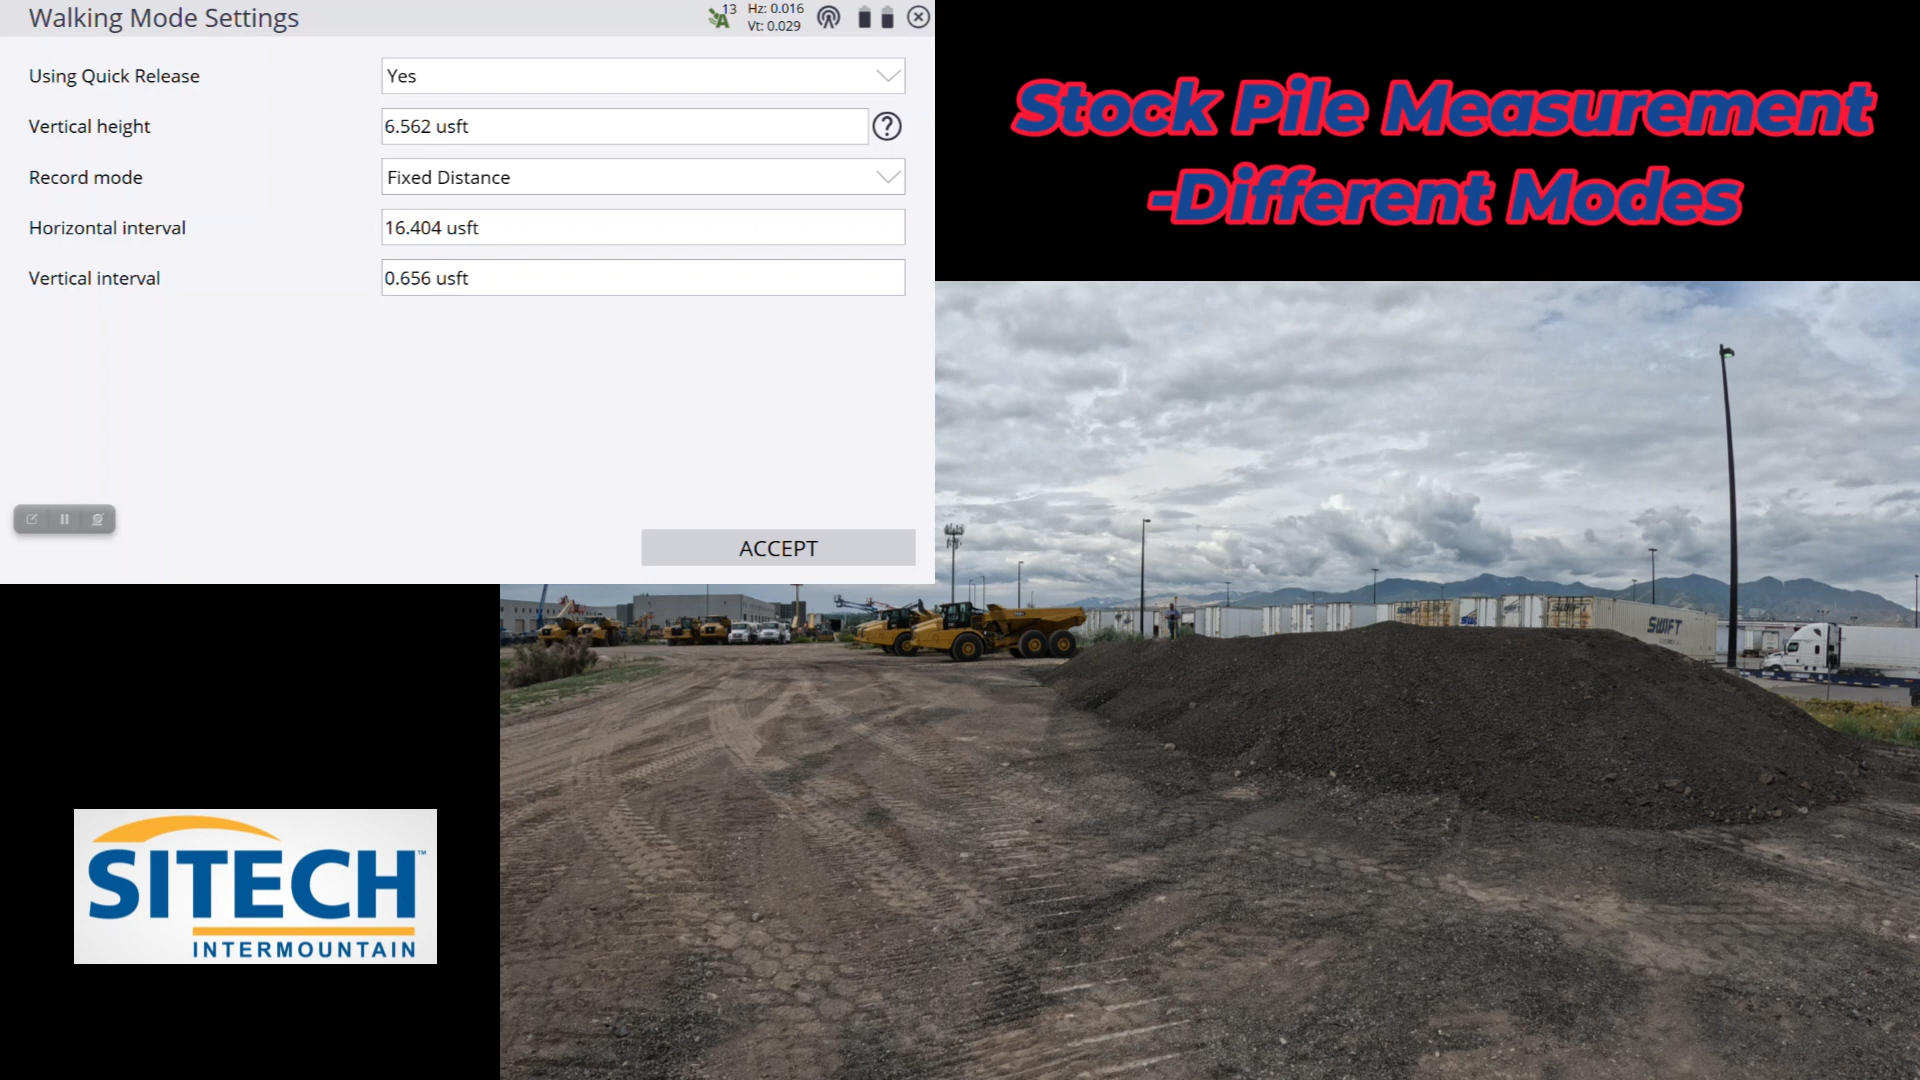 Walking Mode Settings
13
Hz: 0.016
Vt: 0.029
Using Quick Release
Yes
Vertical height
6.562 usft
?
Record mode
Fixed Distance
Horizontal interval
16.404 usft
Vertical interval
0.656 usft
ACCEPT
Stock Pile Measurement
-Different Modes
SWIFT
SITECH™
INTERMOUNTAIN